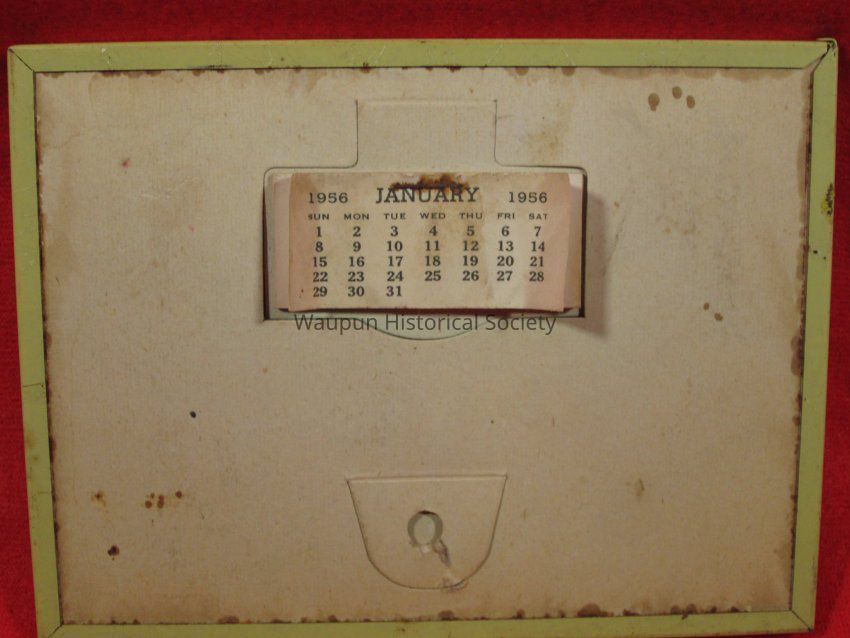 1956 JANUARY 1956
SUN MON TUE WED THU FRI SAT
1 2 3 4 5 6 7
8 9 10 11 12 13 14
15 16 17 18 19 20 21
22 23 24 25 26 27 28
29 30 31
Waupun Historical Society